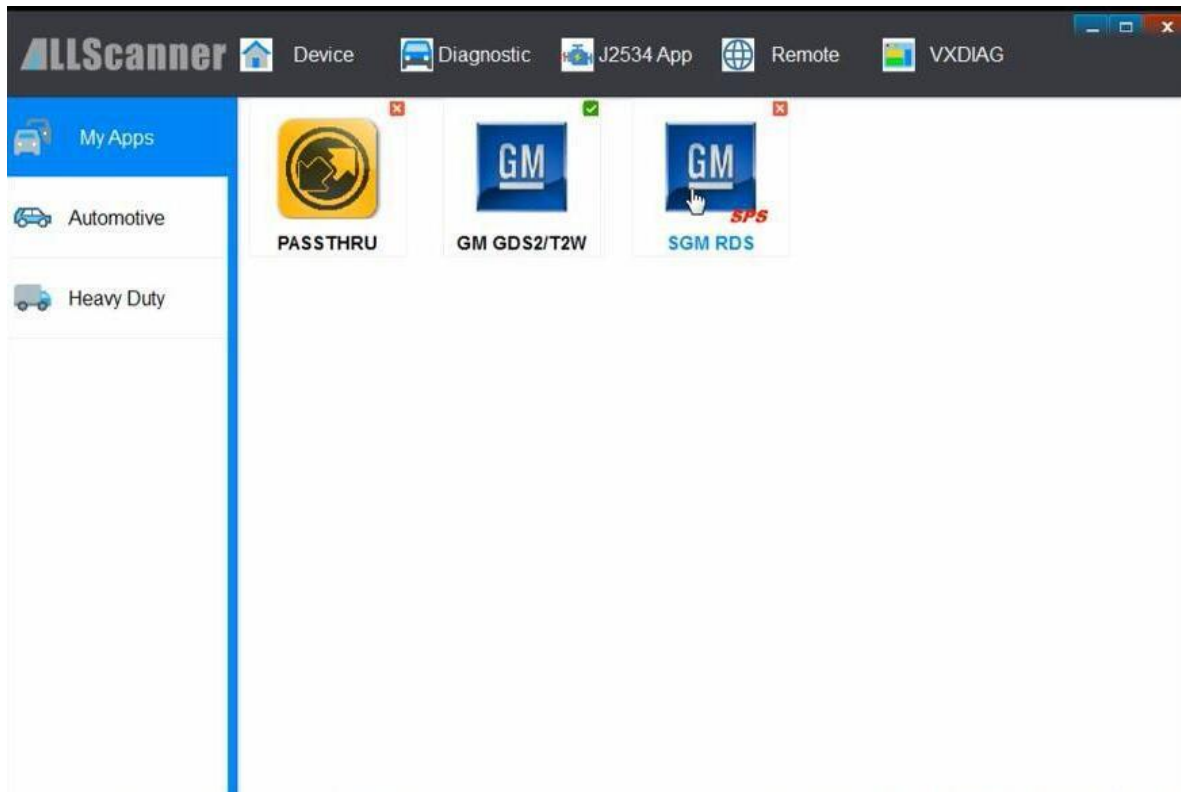 ALLScanner Device Diagnostic J2534 App Remote VXDIAG
My Apps
Automotive
Heavy Duty
PASSTHRU
GM
GM GDS2/T2W
GM
SPS
SGM RDS